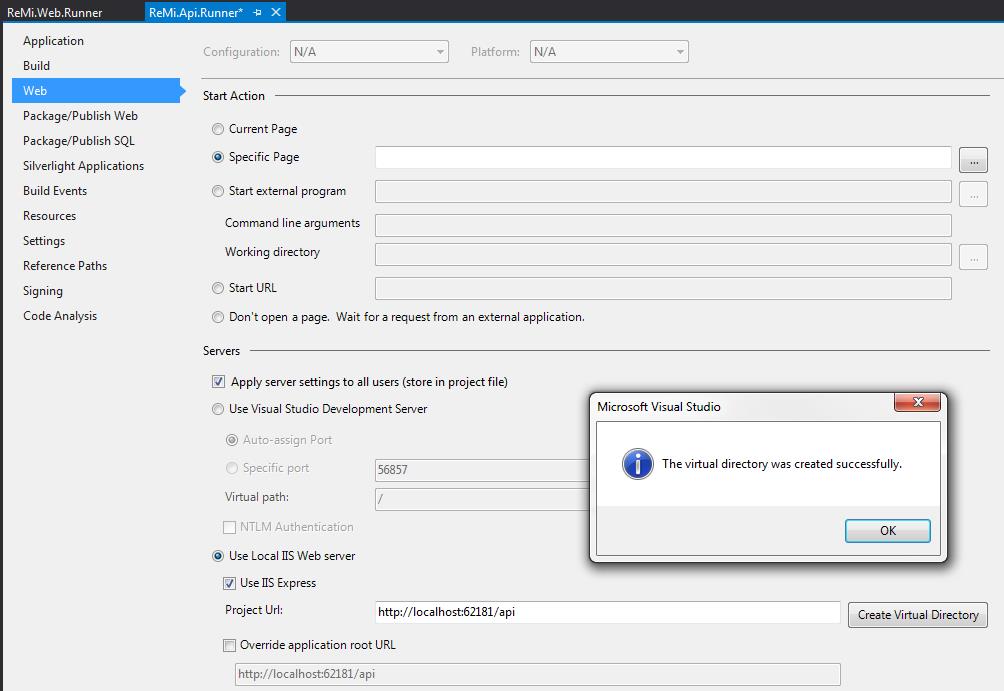 ReMi.Web.Runner ReMi.Api.Runner*
Application
Build
Web
Package/Publish Web
Package/Publish SQL
Silverlight Applications
Build Events
Resources
Settings
Reference Paths
Signing
Code Analysis
Configuration: N/A Platform: N/A
Start Action
Current Page
Specific Page ...
Start external program ...
Command line arguments
Working directory ...
Start URL
Don't open a page. Wait for a request from an external application.
Servers
Apply server settings to all users (store in project file)
Use Visual Studio Development Server
Auto-assign Port
Specific port 56857
Virtual path: /
NTLM Authentication
Use Local IIS Web server
Use IIS Express
Project Url: http://localhost:62181/api Create Virtual Directory
Override application root URL
http://localhost:62181/api
Microsoft Visual Studio
The virtual directory was created successfully.
OK